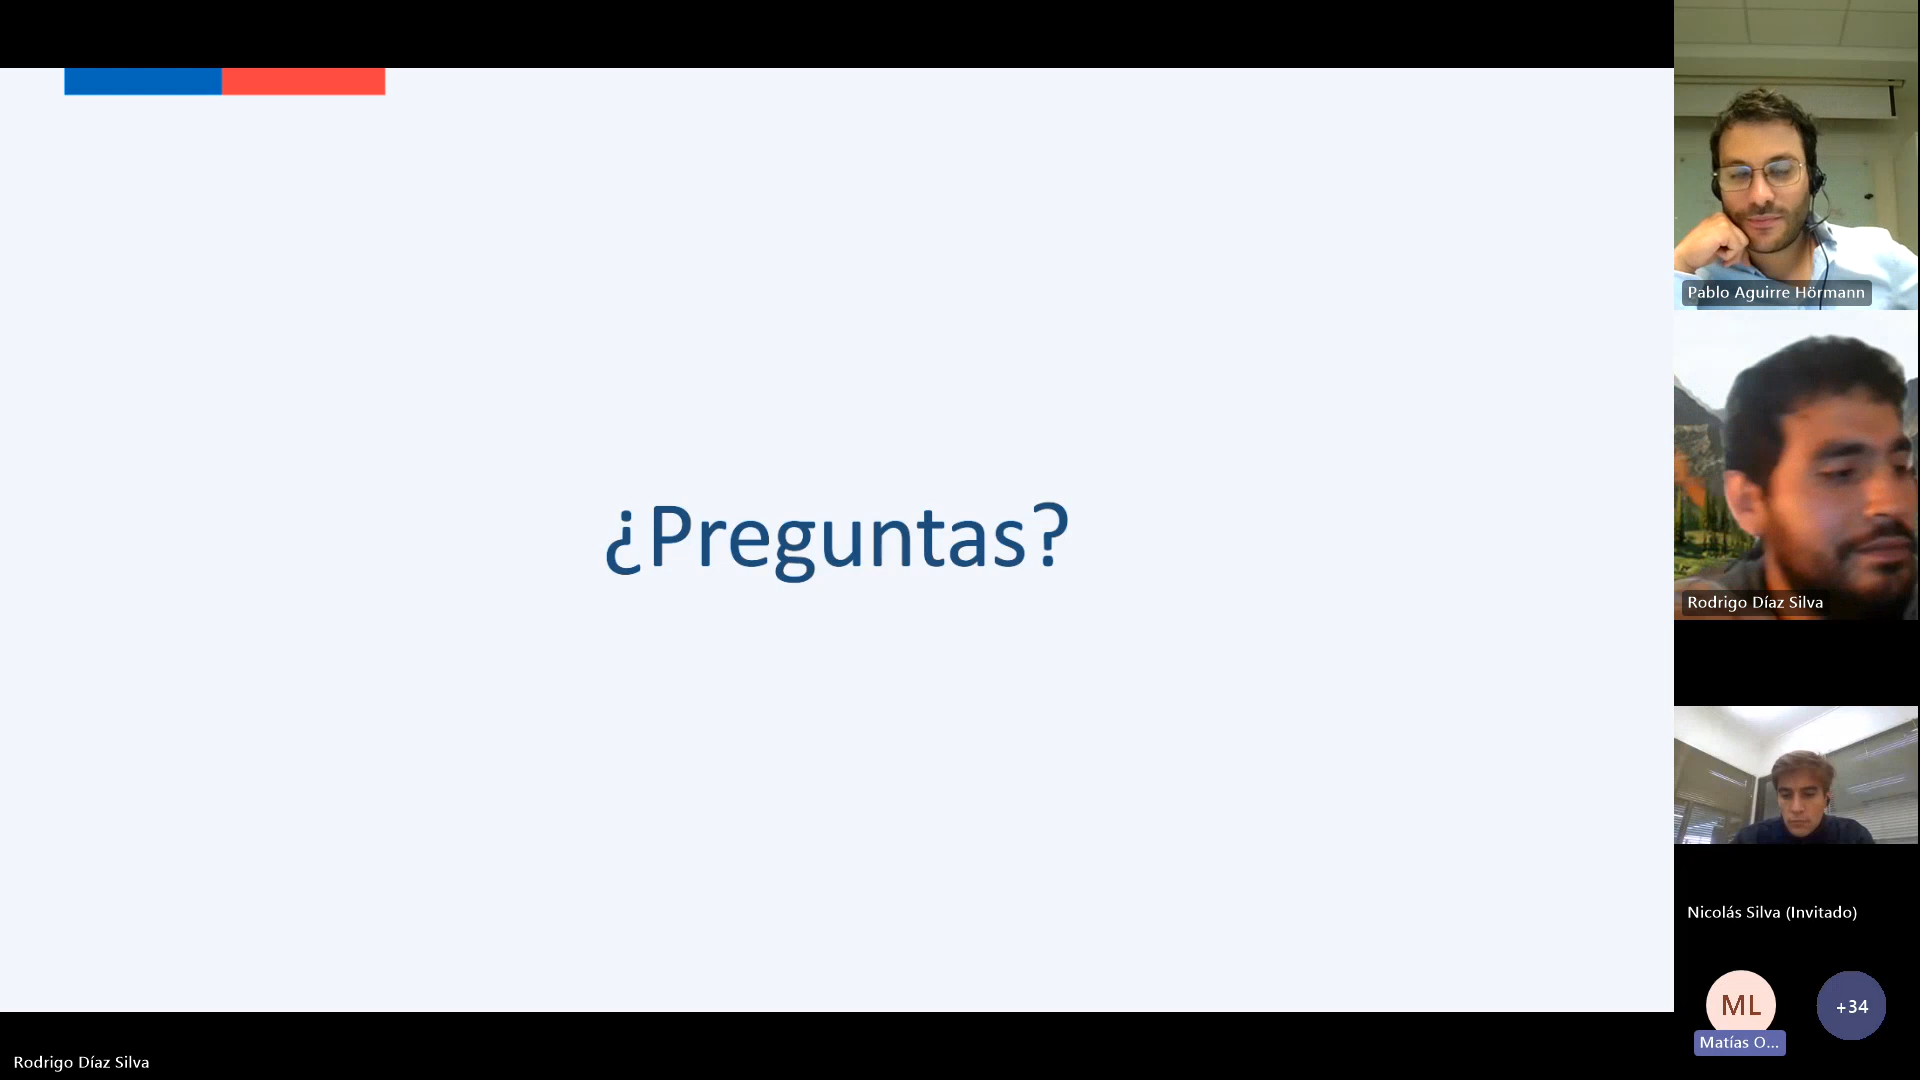 ¿Preguntas?
Pablo Aguirre Hörmann
Rodrigo Díaz Silva
Nicolás Silva (Invitado)
ML
+34
Matías O...
Rodrigo Díaz Silva